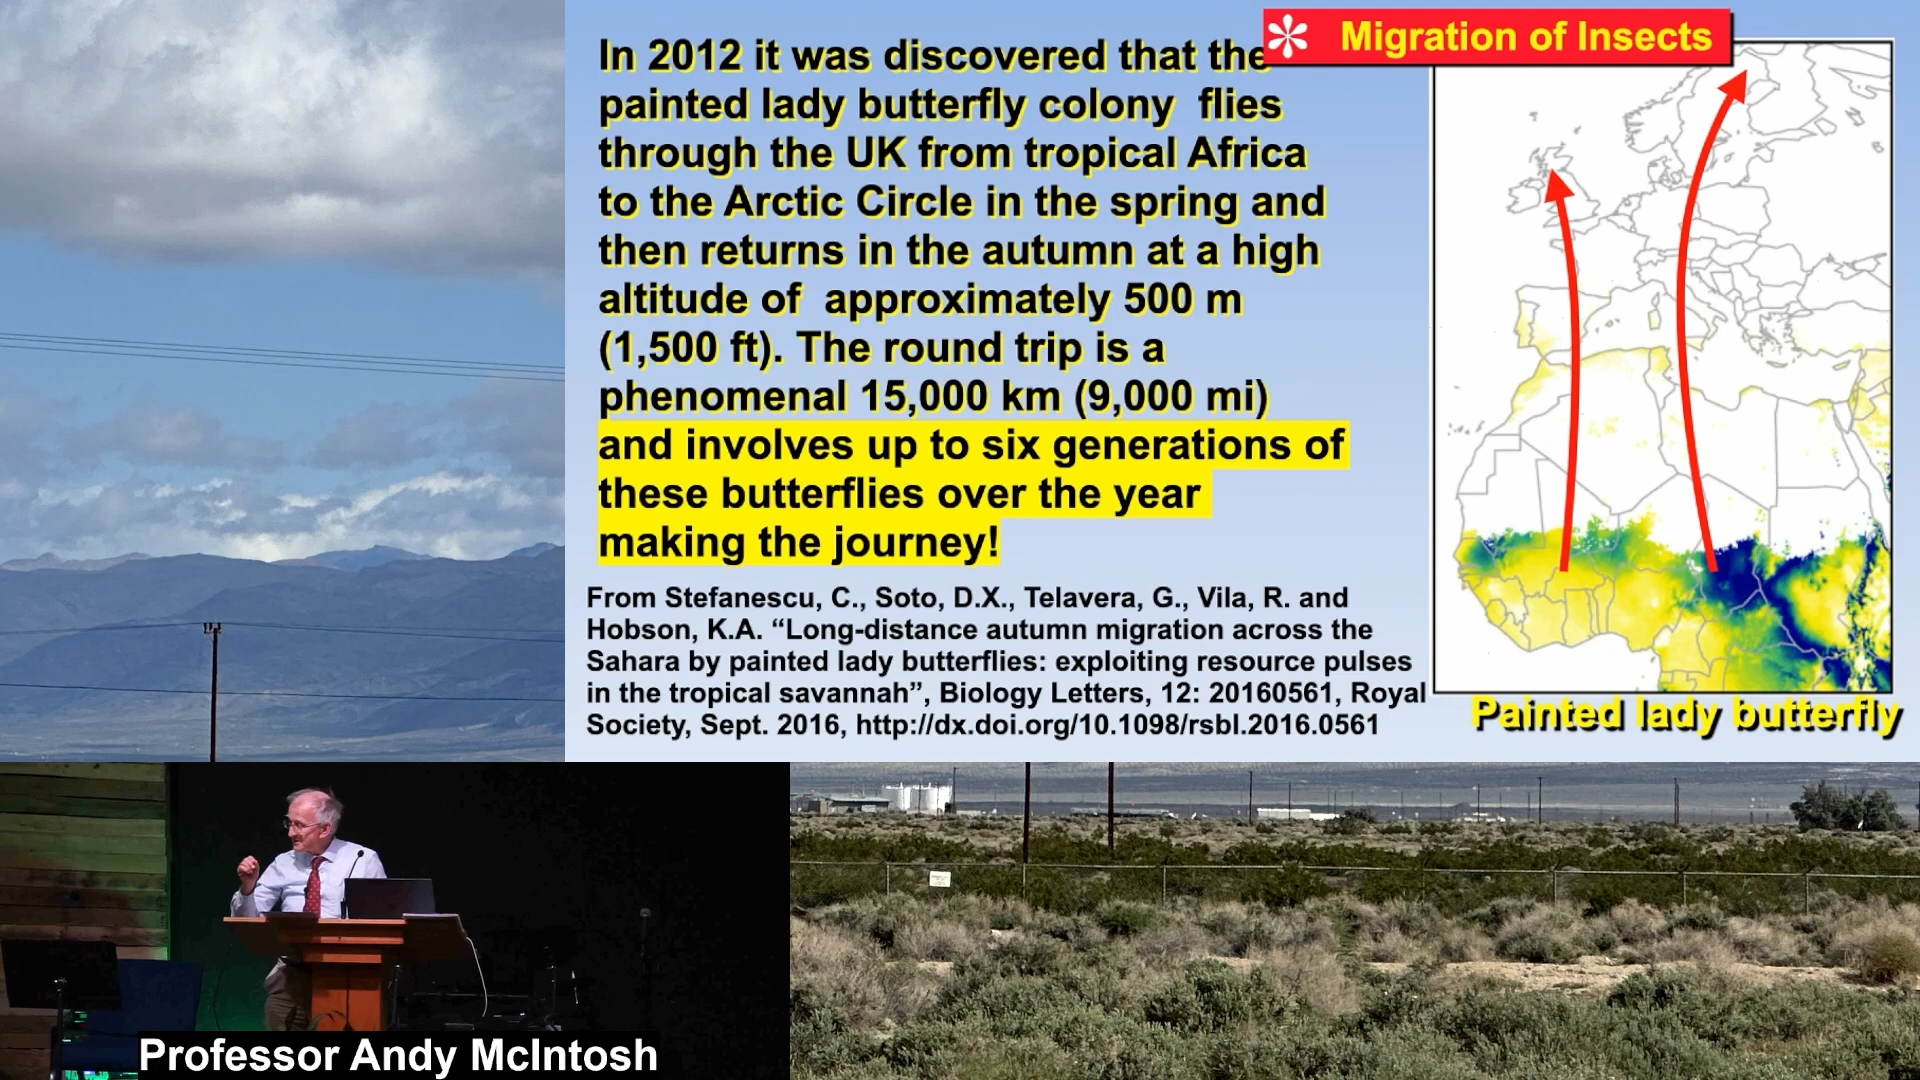 Migration of Insects
In 2012 it was discovered that the
painted lady butterfly colony flies
through the UK from tropical Africa
to the Arctic Circle in the spring and
then returns in the autumn at a high
altitude of approximately 500 m
(1,500 ft). The round trip is a
phenomenal 15,000 km (9,000 mi)
and involves up to six generations of
these butterflies over the year
making the journey!
From Stefanescu, C., Soto, D.X., Telavera, G., Vila, R. and
Hobson, K.A. “Long-distance autumn migration across the
Sahara by painted lady butterflies: exploiting resource pulses
in the tropical savannah”, Biology Letters, 12: 20160561, Royal
Society, Sept. 2016, http://dx.doi.org/10.1098/rsbl.2016.0561
Painted lady butterfly
Professor Andy McIntosh